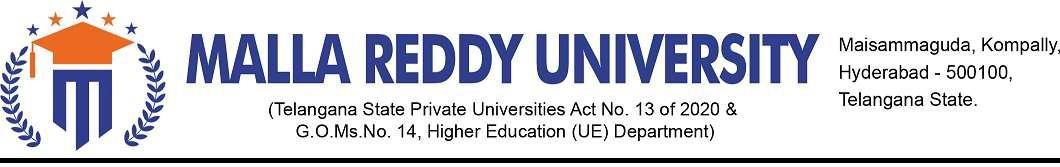 MALLA REDDY UNIVERSITY
(Telangana State Private Universities Act No. 13 of 2020 &
G.O.Ms.No. 14, Higher Education (UE) Department)
Maisammaguda, Kompally,
Hyderabad - 500100,
Telangana State.